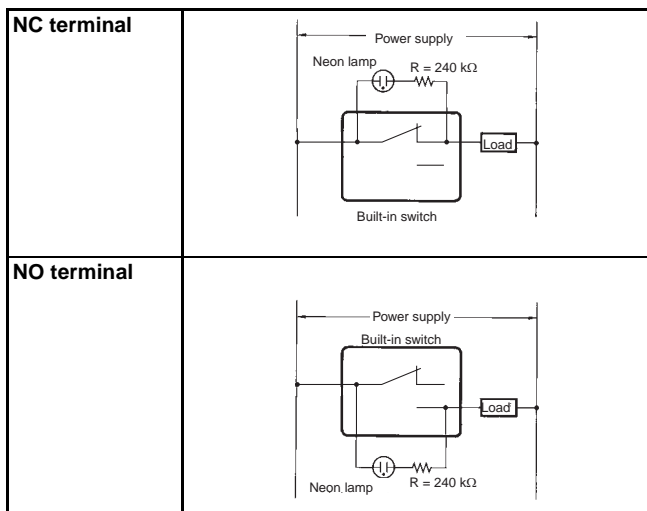 NC terminal
Power supply
Neon lamp
R = 240 kΩ
Load
Built-in switch
NO terminal
Power supply
Built-in switch
Load
Neon lamp
R = 240 kΩ